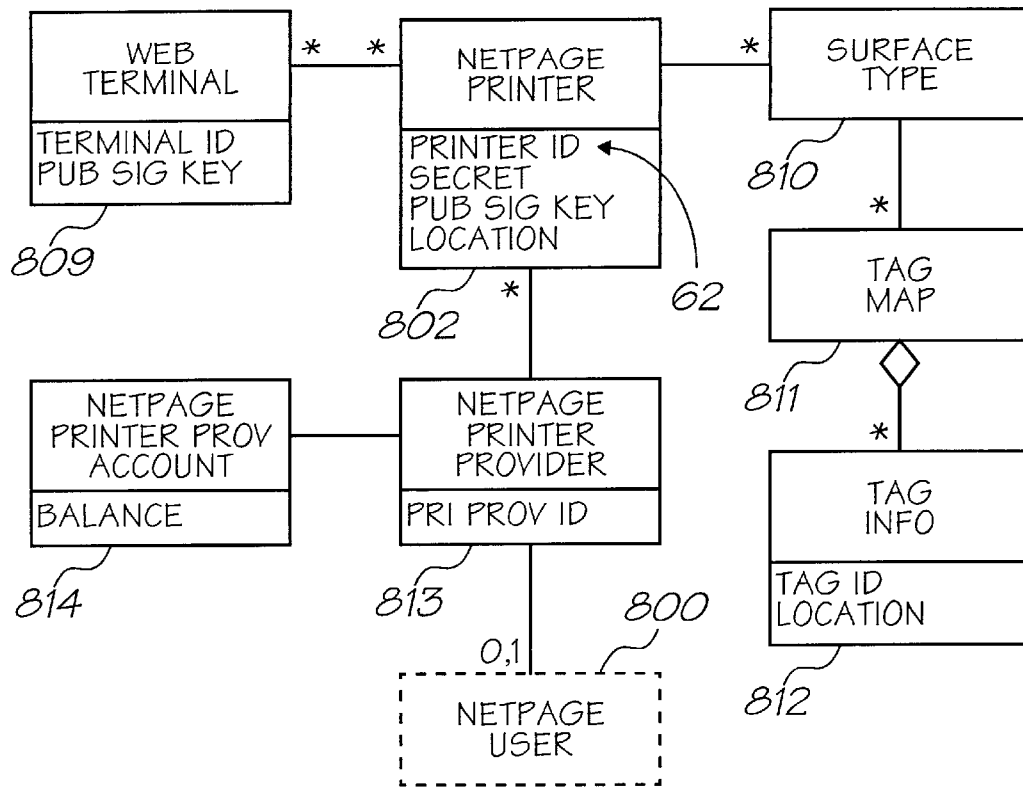 WEB
TERMINAL
TERMINAL ID
PUB SIG KEY
809
*
*
NETPAGE
PRINTER
PRINTER ID
SECRET
PUB SIG KEY
LOCATION
62
802
*
*
SURFACE
TYPE
810
*
TAG
MAP
811
*
TAG
INFO
TAG ID
LOCATION
812
NETPAGE
PRINTER PROV
ACCOUNT
BALANCE
814
NETPAGE
PRINTER
PROVIDER
PRI PROV ID
813
0,1
800
NETPAGE
USER